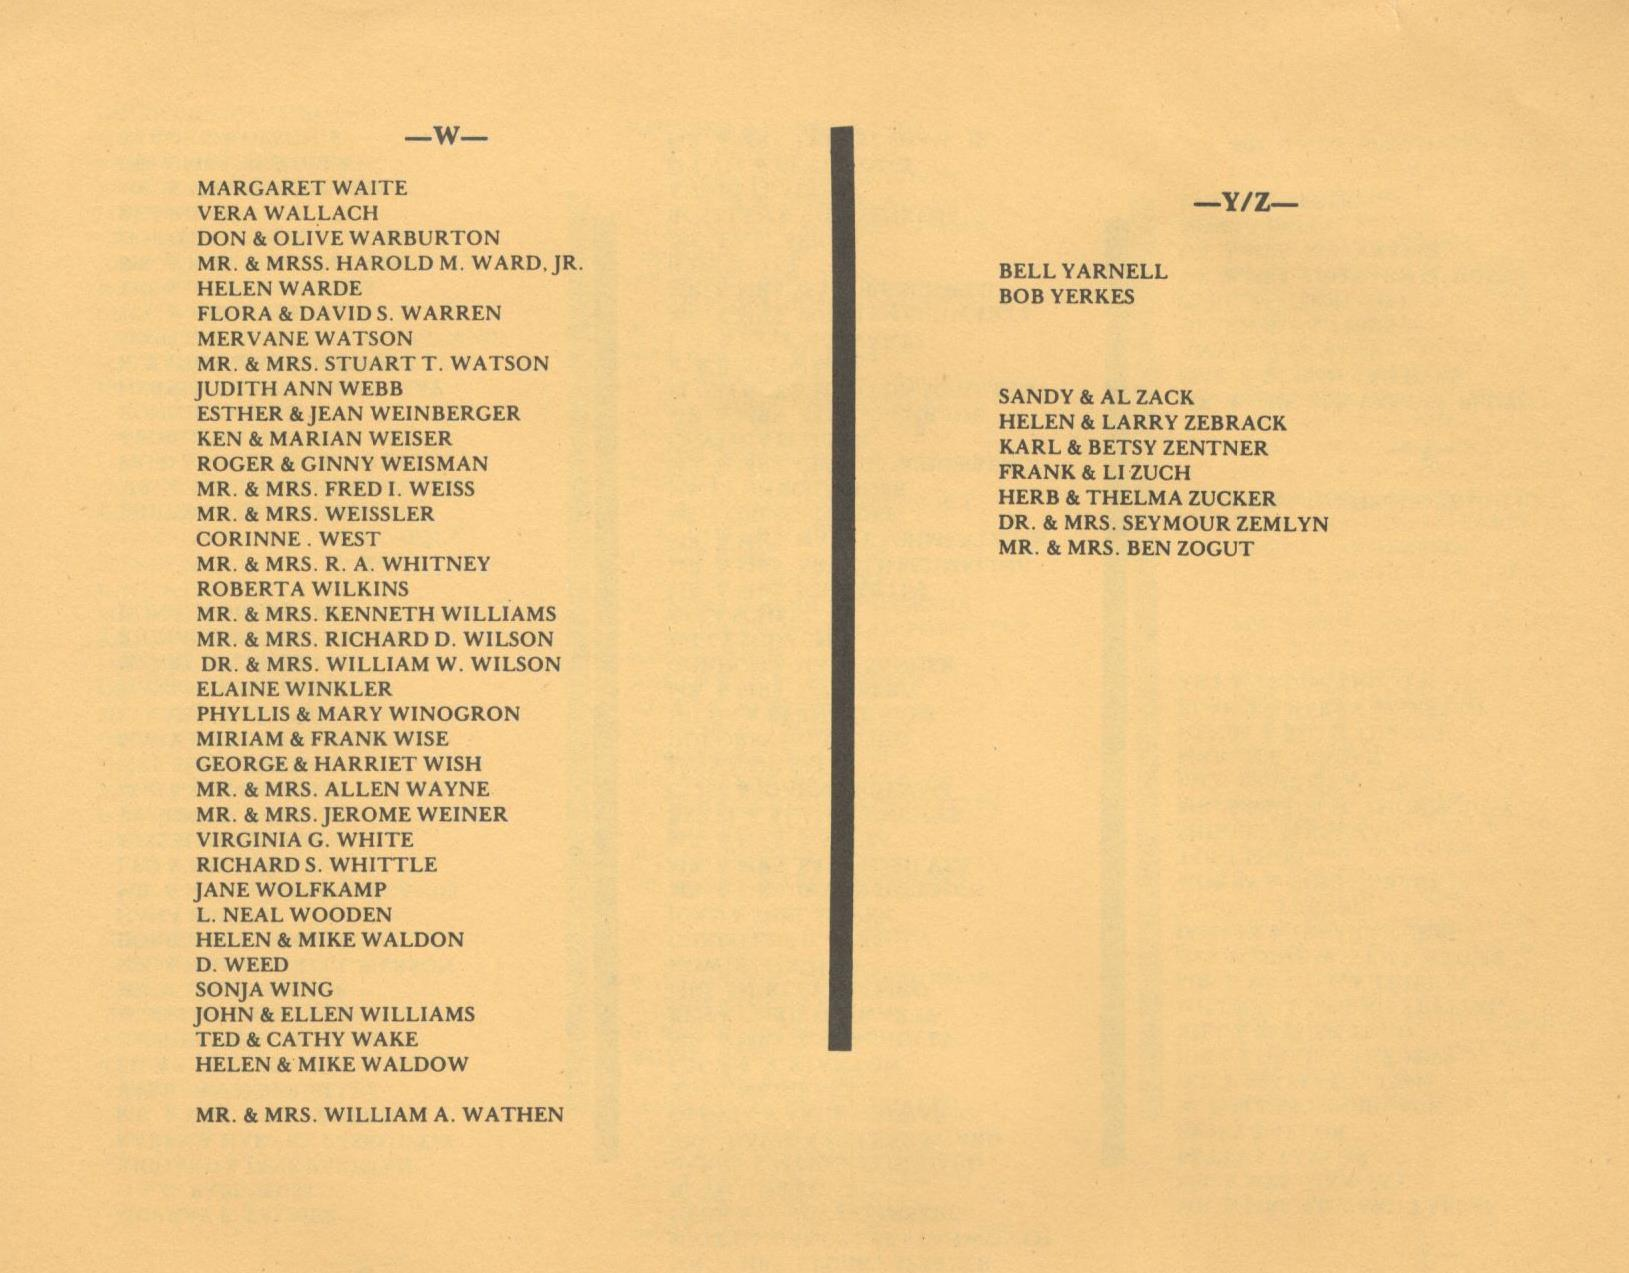 —W—
MARGARET WAITE
VERA WALLACH
DON & OLIVE WARBURTON
MR. & MRSS. HAROLD M. WARD, JR.
HELEN WARDE
FLORA & DAVID S. WARREN
MERVANE WATSON
MR. & MRS. STUART T. WATSON
JUDITH ANN WEBB
ESTHER & JEAN WEINBERGER
KEN & MARIAN WEISER
ROGER & GINNY WEISMAN
MR. & MRS. FRED I. WEISS
MR. & MRS. WEISSLER
CORINNE . WEST
MR. & MRS. R. A. WHITNEY
ROBERTA WILKINS
MR. & MRS. KENNETH WILLIAMS
MR. & MRS. RICHARD D. WILSON
DR. & MRS. WILLIAM W. WILSON
ELAINE WINKLER
PHYLLIS & MARY WINOGRON
MIRIAM & FRANK WISE
GEORGE & HARRIET WISH
MR. & MRS. ALLEN WAYNE
MR. & MRS. JEROME WEINER
VIRGINIA G. WHITE
RICHARD S. WHITTLE
JANE WOLFKAMP
L. NEAL WOODEN
HELEN & MIKE WALDON
D. WEED
SONJA WING
JOHN & ELLEN WILLIAMS
TED & CATHY WAKE
HELEN & MIKE WALDOW
MR. & MRS. WILLIAM A. WATHEN
—Y/Z—
BELL YARNELL
BOB YERKES
SANDY & AL ZACK
HELEN & LARRY ZEBRACK
KARL & BETSY ZENTNER
FRANK & LI ZUCH
HERB & THELMA ZUCKER
DR. & MRS. SEYMOUR ZEMLYN
MR. & MRS. BEN ZOGUT